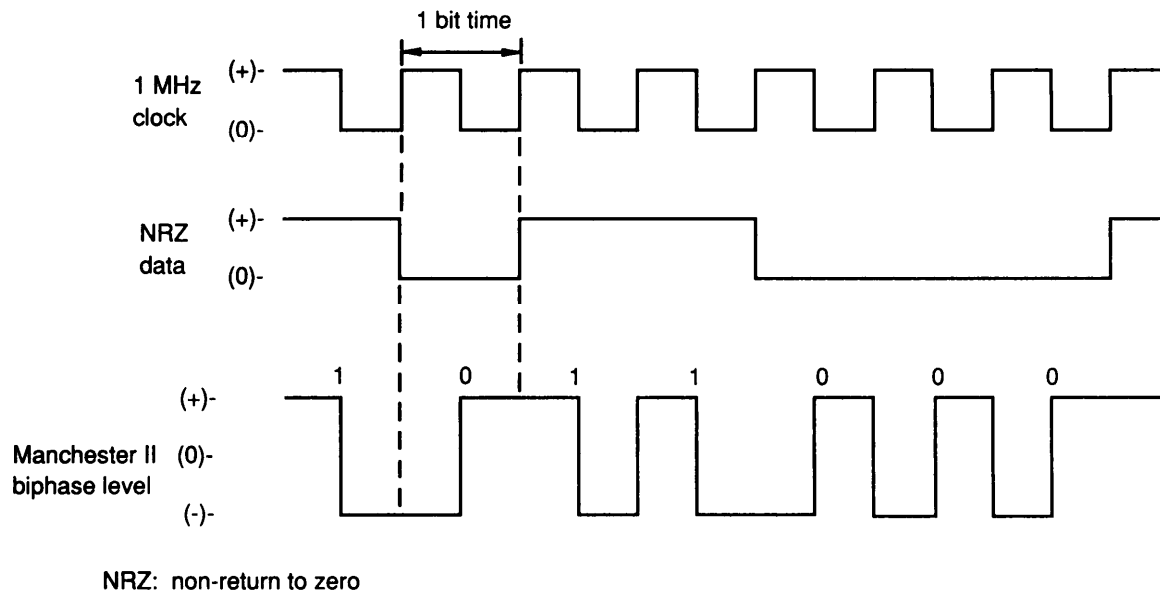 1 bit time
1 MHz
clock
(+)-
(0)-
NRZ
data
(+)-
(0)-
1 0 1 1 0 0 0
Manchester II
biphase level
(+)-
(0)-
(-)-
NRZ: non-return to zero